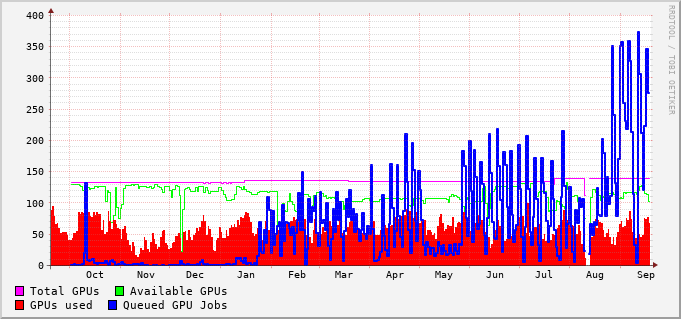 400
350
300
250
200
150
100
50
0
Oct Nov Dec Jan Feb Mar Apr May Jun Jul Aug Sep
Total GPUs Available GPUs
GPUs used Queued GPU Jobs
RRDTOOL / TOBI OETIKER